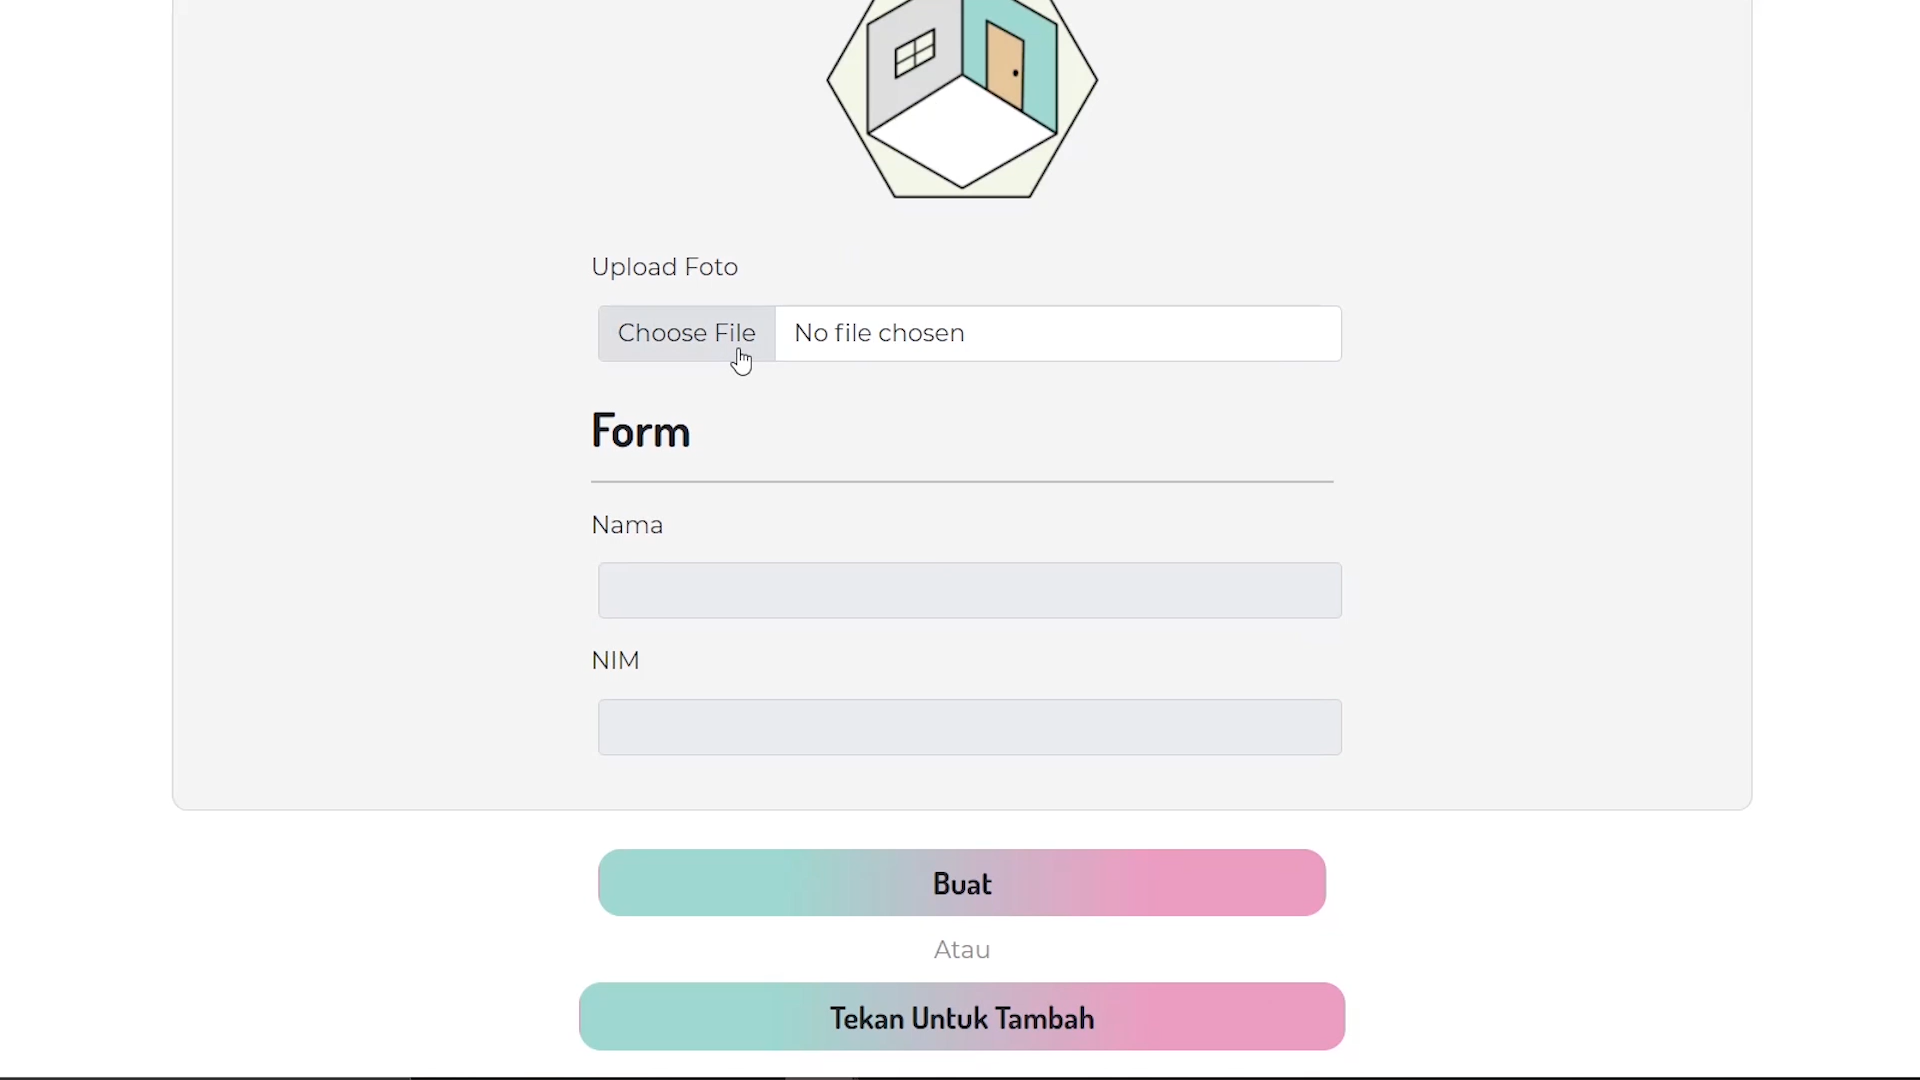 Upload Foto
Choose File No file chosen
Form
Nama
NIM
Buat
Atau
Tekan Untuk Tambah